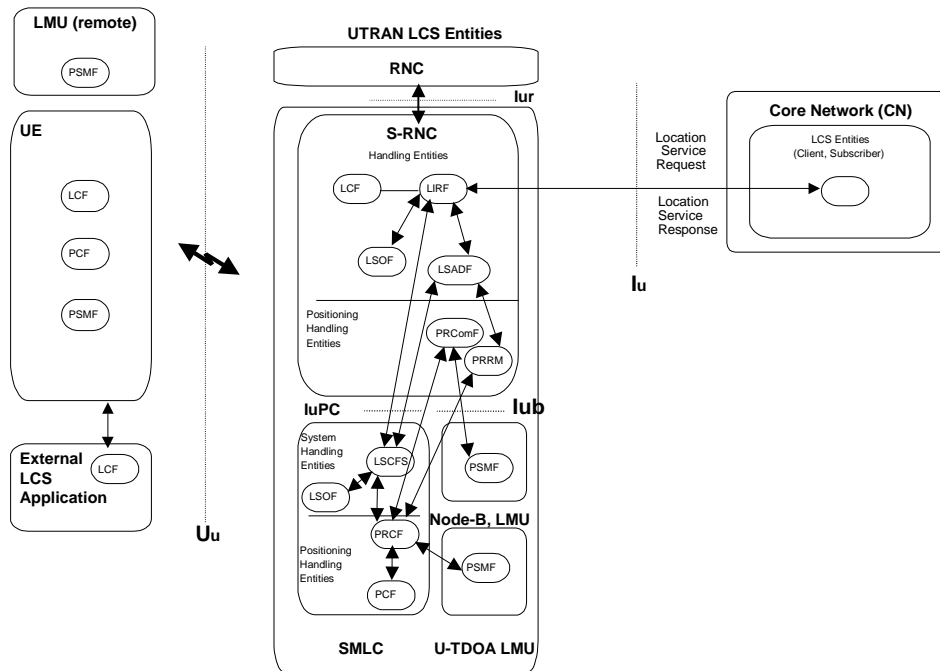 LMU (remote)
PSMF
UE
LCF
PCF
PSMF
External
LCS
Application
LCF
Uu
UTRAN LCS Entities
RNC
Iur
S-RNC
Handling Entities
LCF
LIRF
LSOF
LSADF
Positioning
Handling
Entities
PRComF
PRRM
IuPC
Iub
System
Handling
Entities
LSCFS
LSOF
PRCF
Positioning
Handling
Entities
PCF
SMLC
PSMF
Node-B, LMU
PSMF
U-TDOA LMU
Location
Service
Request
Location
Service
Response
Iu
Core Network (CN)
LCS Entities
(Client, Subscriber)